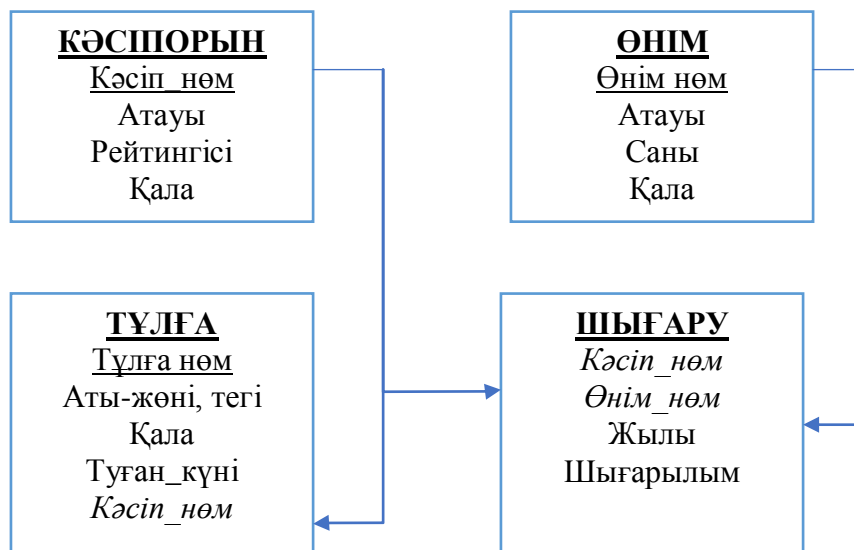 КӘСІПОРЫН
Кәсіп_нөм
Атауы
Рейтингісі
Қала
ӨНІМ
Өнім нөм
Атауы
Саны
Қала
ТҰЛҒА
Тұлға нөм
Аты-жөні, тегі
Қала
Туған_күні
Кәсіп_нөм
ШЫҒАРУ
Кәсіп_нөм
Өнім_нөм
Жылы
Шығарылым